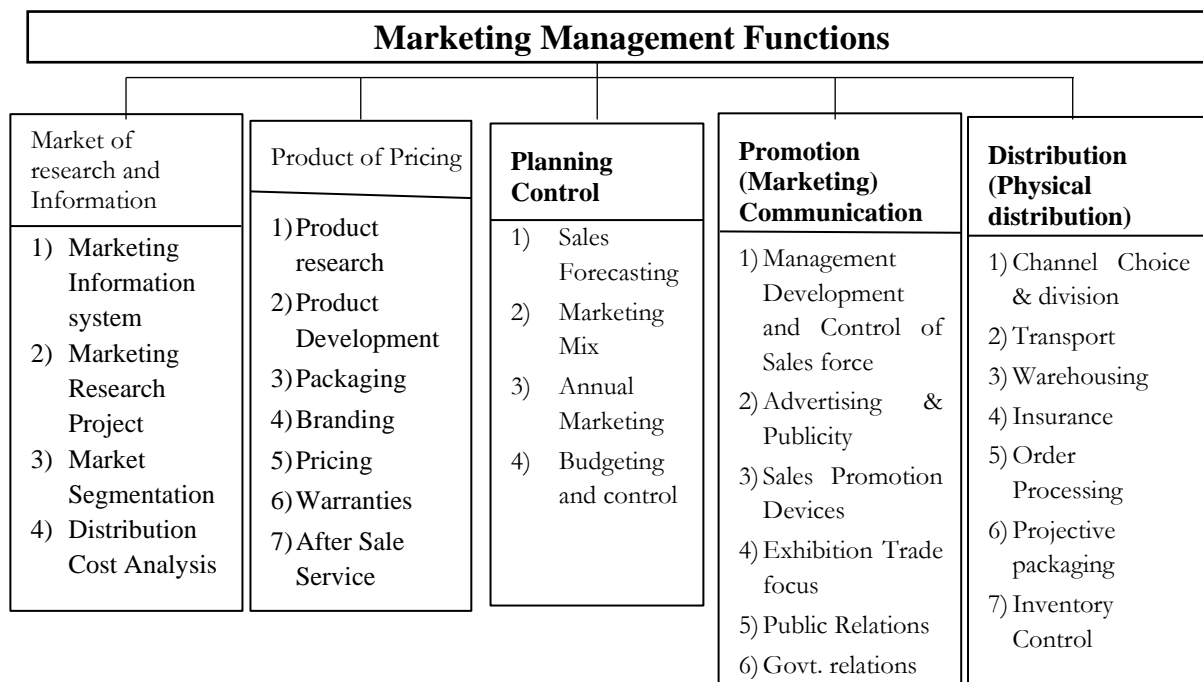 Marketing Management Functions
Market of
research and
Information
1) Marketing
Information
system
2) Marketing
Research
Project
3) Market
Segmentation
4) Distribution
Cost Analysis
Product of Pricing
1) Product
research
2) Product
Development
3) Packaging
4) Branding
5) Pricing
6) Warranties
7) After Sale
Service
Planning
Control
1) Sales
Forecasting
2) Marketing
Mix
3) Annual
Marketing
4) Budgeting
and control
Promotion
(Marketing)
Communication
1) Management
Development
and Control of
Sales force
2) Advertising &
Publicity
3) Sales Promotion
Devices
4) Exhibition Trade
focus
5) Public Relations
6) Govt. relations
Distribution
(Physical
distribution)
1) Channel Choice
& division
2) Transport
3) Warehousing
4) Insurance
5) Order
Processing
6) Projective
packaging
7) Inventory
Control